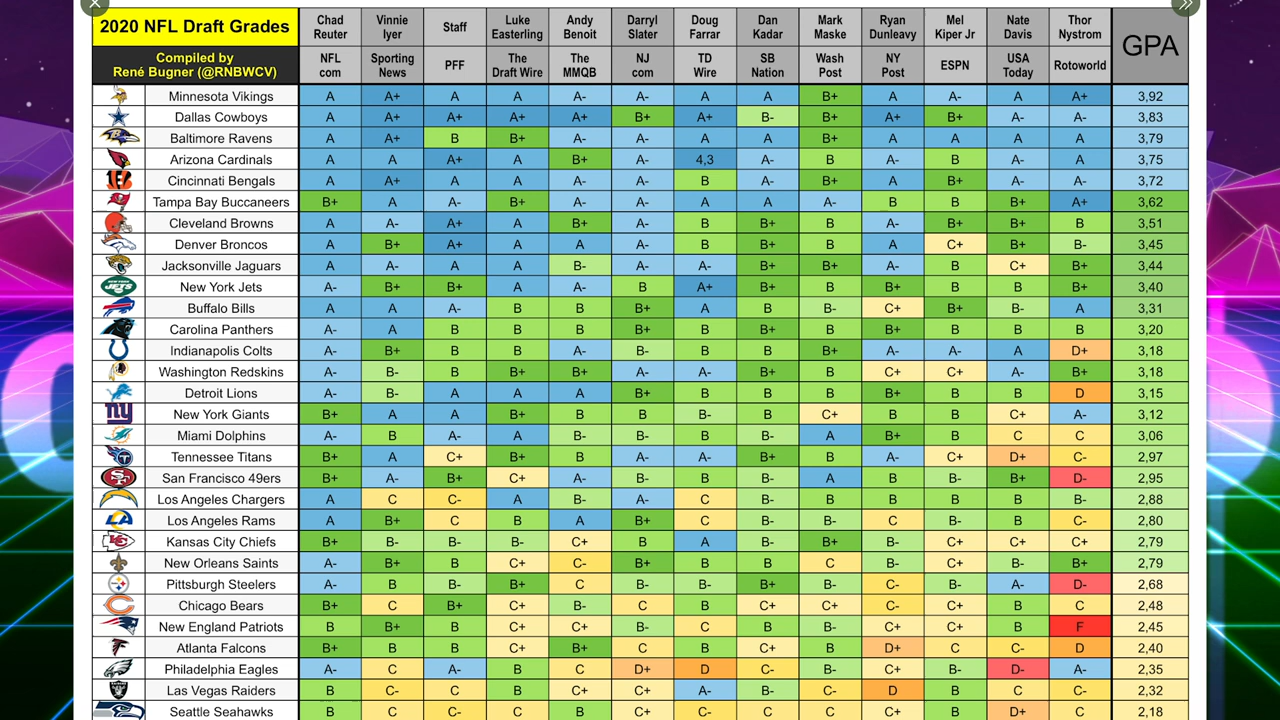 2020 NFL Draft Grades Chad Reuter Vinnie Iyer Staff Luke Easterling Andy Benoit Darryl Slater Doug Farrar Dan Kadar Mark Maske Ryan Dunleavy Mel Kiper Jr Nate Davis Thor Nystrom GPA
Compiled by René Bugner (@RNBWCV) NFL com Sporting News PFF The Draft Wire The MMQB NJ com TD Wire SB Nation Wash Post NY Post ESPN USA Today Rotoworld
Minnesota Vikings A A+ A A A- A- A A B+ A A- A A+ 3,92
Dallas Cowboys A A+ A+ A+ A+ B+ A+ B- B+ A+ B+ A- A- 3,83
Baltimore Ravens A A+ B B+ A- A- A A B+ A A A A 3,79
Arizona Cardinals A A A+ A B+ A- 4,3 A- B A- B A- A 3,75
Cincinnati Bengals A A+ A A A- A- B A- B+ A B+ A- A- 3,72
Tampa Bay Buccaneers B+ A A- B+ A- A- A A A- B B B+ A+ 3,62
Cleveland Browns A A- A+ A B+ A- B B+ B A- B+ B+ B 3,51
Denver Broncos A B+ A+ A A A- B B+ B A C+ B+ B- 3,45
Jacksonville Jaguars A A- A A B- A- A- B+ B+ A- B C+ B+ 3,44
New York Jets A- B+ B+ A A- B A+ B+ B B B B B+ 3,40
Buffalo Bills A A A- B B B+ A B B- C+ B+ B- A 3,31
Carolina Panthers A- A B B B B+ B B+ B B+ B B B 3,20
Indianapolis Colts A- B+ B B A- B- B B B+ A- A- A D+ 3,18
Washington Redskins A- B- B B+ B+ A- B B+ B C+ C+ A- B+ 3,18
Detroit Lions A- B- A A A B+ B B B B+ B B D 3,15
New York Giants B+ A A B+ B B B- B C+ B B C+ A- 3,12
Miami Dolphins A- B A- A B- B- B B- A B+ B C C 3,06
Tennessee Titans B+ A C+ B+ B A- A- B+ B A- C+ D+ C- 2,97
San Francisco 49ers B+ A- B+ C+ A- B- B B- A B B- B+ D- 2,95
Los Angeles Chargers A C C- A B- A- C B- B B B B B- 2,88
Los Angeles Rams A B+ C B A B+ C B- B- C B- B C- 2,80
Kansas City Chiefs B+ B- B- B- C+ B A B- B+ B- C+ C+ C+ 2,79
New Orleans Saints A- B+ B C+ C- B+ B B C B- C+ B- B+ 2,79
Pittsburgh Steelers A- B B- B+ C B- B- B+ B C- B- A- D- 2,68
Chicago Bears B+ C B+ C+ B- C B C+ C+ C- C+ B C 2,48
New England Patriots B B+ B C+ C+ B- C B B- C+ C+ B F 2,45
Atlanta Falcons B+ B B C+ B+ C B C+ B D+ C C- D 2,40
Philadelphia Eagles A- C A- B C D+ D C- B- C+ B- D- A- 2,35
Las Vegas Raiders B C- C B C+ C+ A- B- C- D B C C- 2,32
Seattle Seahawks B C C- C B C+ C- C C C+ B D+ C 2,18